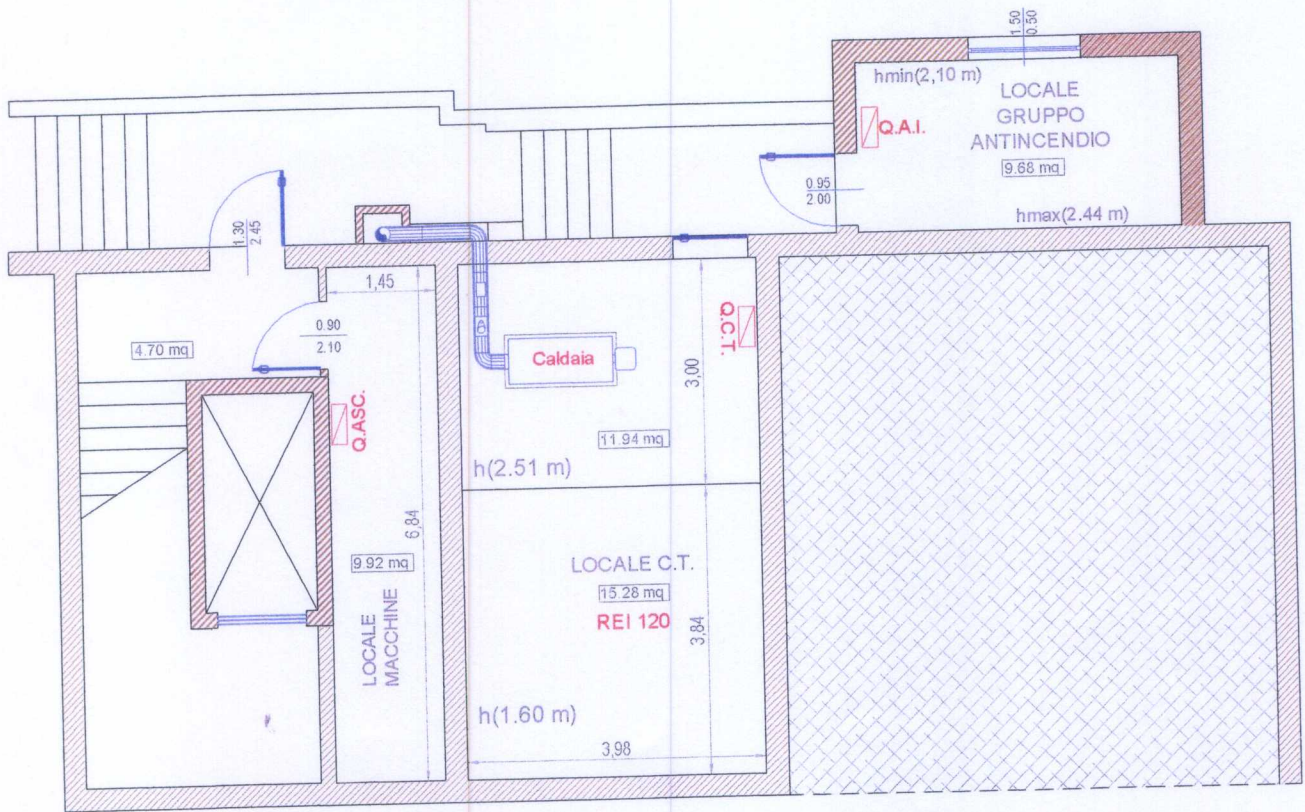 1.50
0.50
hmin(2,10 m)
LOCALE
GRUPPO
ANTINCENDIO
9.68 mq
Q.A.I.
0.95
2.00
hmax(2.44 m)
1.30
2.45
1,45
0.90
2.10
4.70 mq
Q.ASC.
Caldaia
Q.C.T.
3,00
11.94 mq
h(2.51 m)
6,84
9.92 mq
LOCALE
MACCHINE
LOCALE C.T.
15.28 mq
REI 120
3,84
h(1.60 m)
3,98